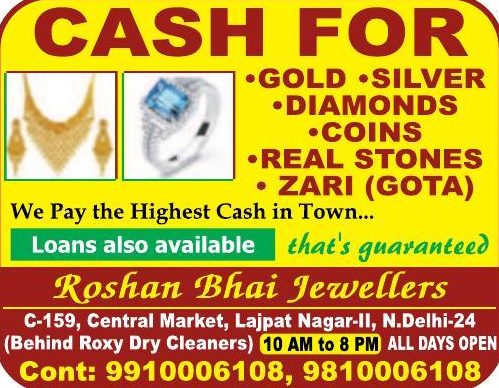 CASH FOR
•GOLD •SILVER
•DIAMONDS
•COINS
•REAL STONES
• ZARI (GOTA)
We Pay the Highest Cash in Town...
Loans also available that's guaranteed
Roshan Bhai Jewellers
C-159, Central Market, Lajpat Nagar-II, N.Delhi-24
(Behind Roxy Dry Cleaners) 10 AM to 8 PM ALL DAYS OPEN
Cont: 9910006108, 9810006108